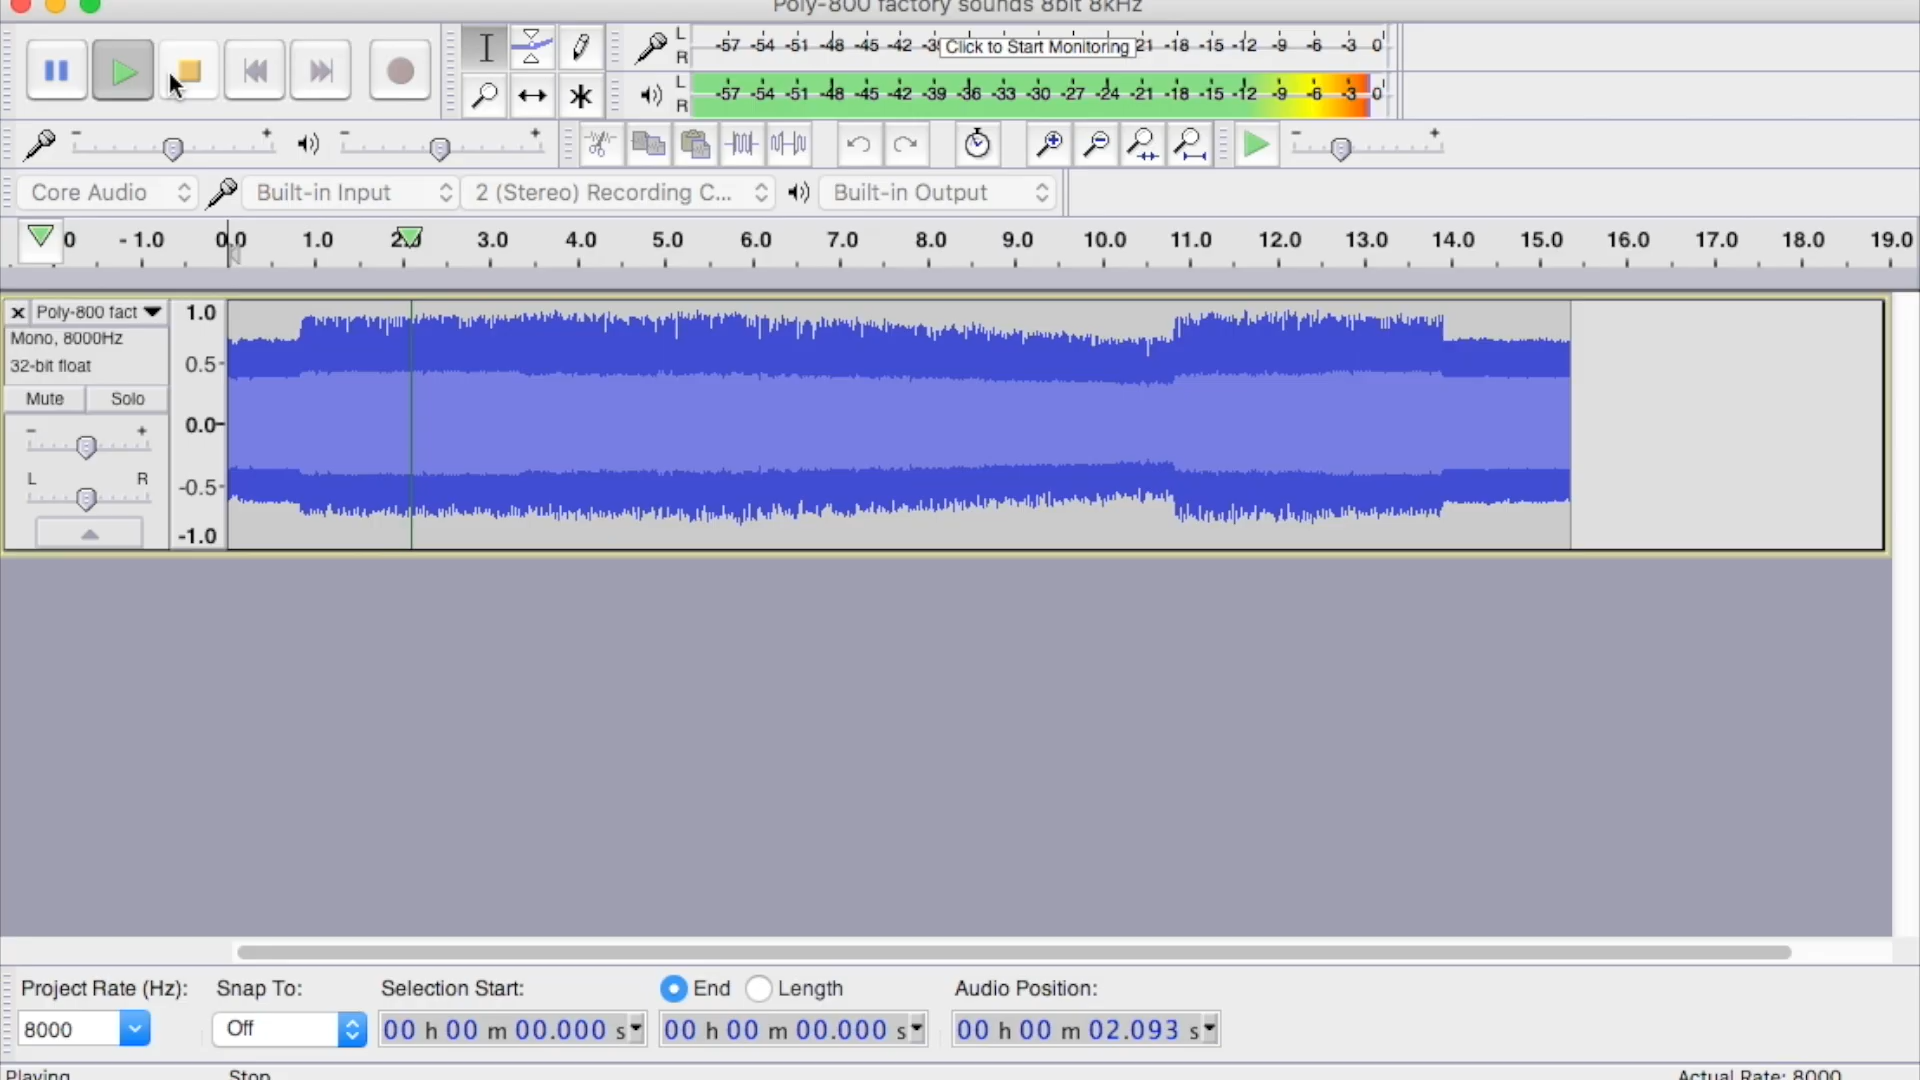 Poly-800 factory sounds 8bit 8kHz
L
R
-57 -54 -51 -48 -45 -42 -3 Click to Start Monitoring 21 -18 -15 -12 -9 -6 -3 0
L
R
-57 -54 -51 -48 -45 -42 -39 -36 -33 -30 -27 -24 -21 -18 -15 -12 -9 -6 -3 0
Core Audio Built-in Input 2 (Stereo) Recording C... Built-in Output
0 - 1.0 0.0 1.0 2.0 3.0 4.0 5.0 6.0 7.0 8.0 9.0 10.0 11.0 12.0 13.0 14.0 15.0 16.0 17.0 18.0 19.0
x Poly-800 fact
Mono, 8000Hz
32-bit float
Mute Solo
- +
L R
1.0
0.5-
0.0-
-0.5-
-1.0
Project Rate (Hz): Snap To: Selection Start: End Length Audio Position:
8000 Off 00 h 00 m 00.000 s 00 h 00 m 00.000 s 00 h 00 m 02.093 s
Playing Stop Actual Rate: 8000